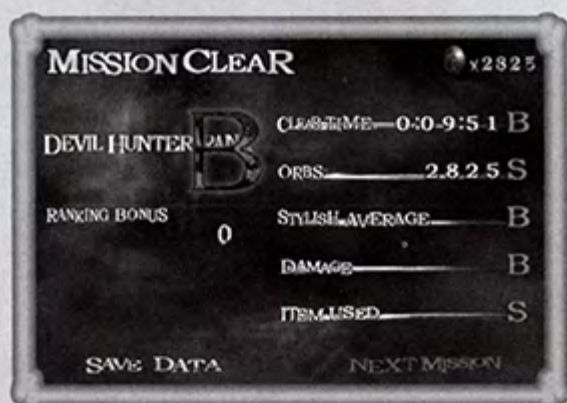 MISSION CLEAR
x2825
DEVIL HUNTER RANK
B
CLEAR TIME 0:09:51 B
ORBS 2825 S
RANKING BONUS
0
STYLISH AVERAGE B
DAMAGE B
ITEM USED S
SAVE DATA
NEXT MISSION